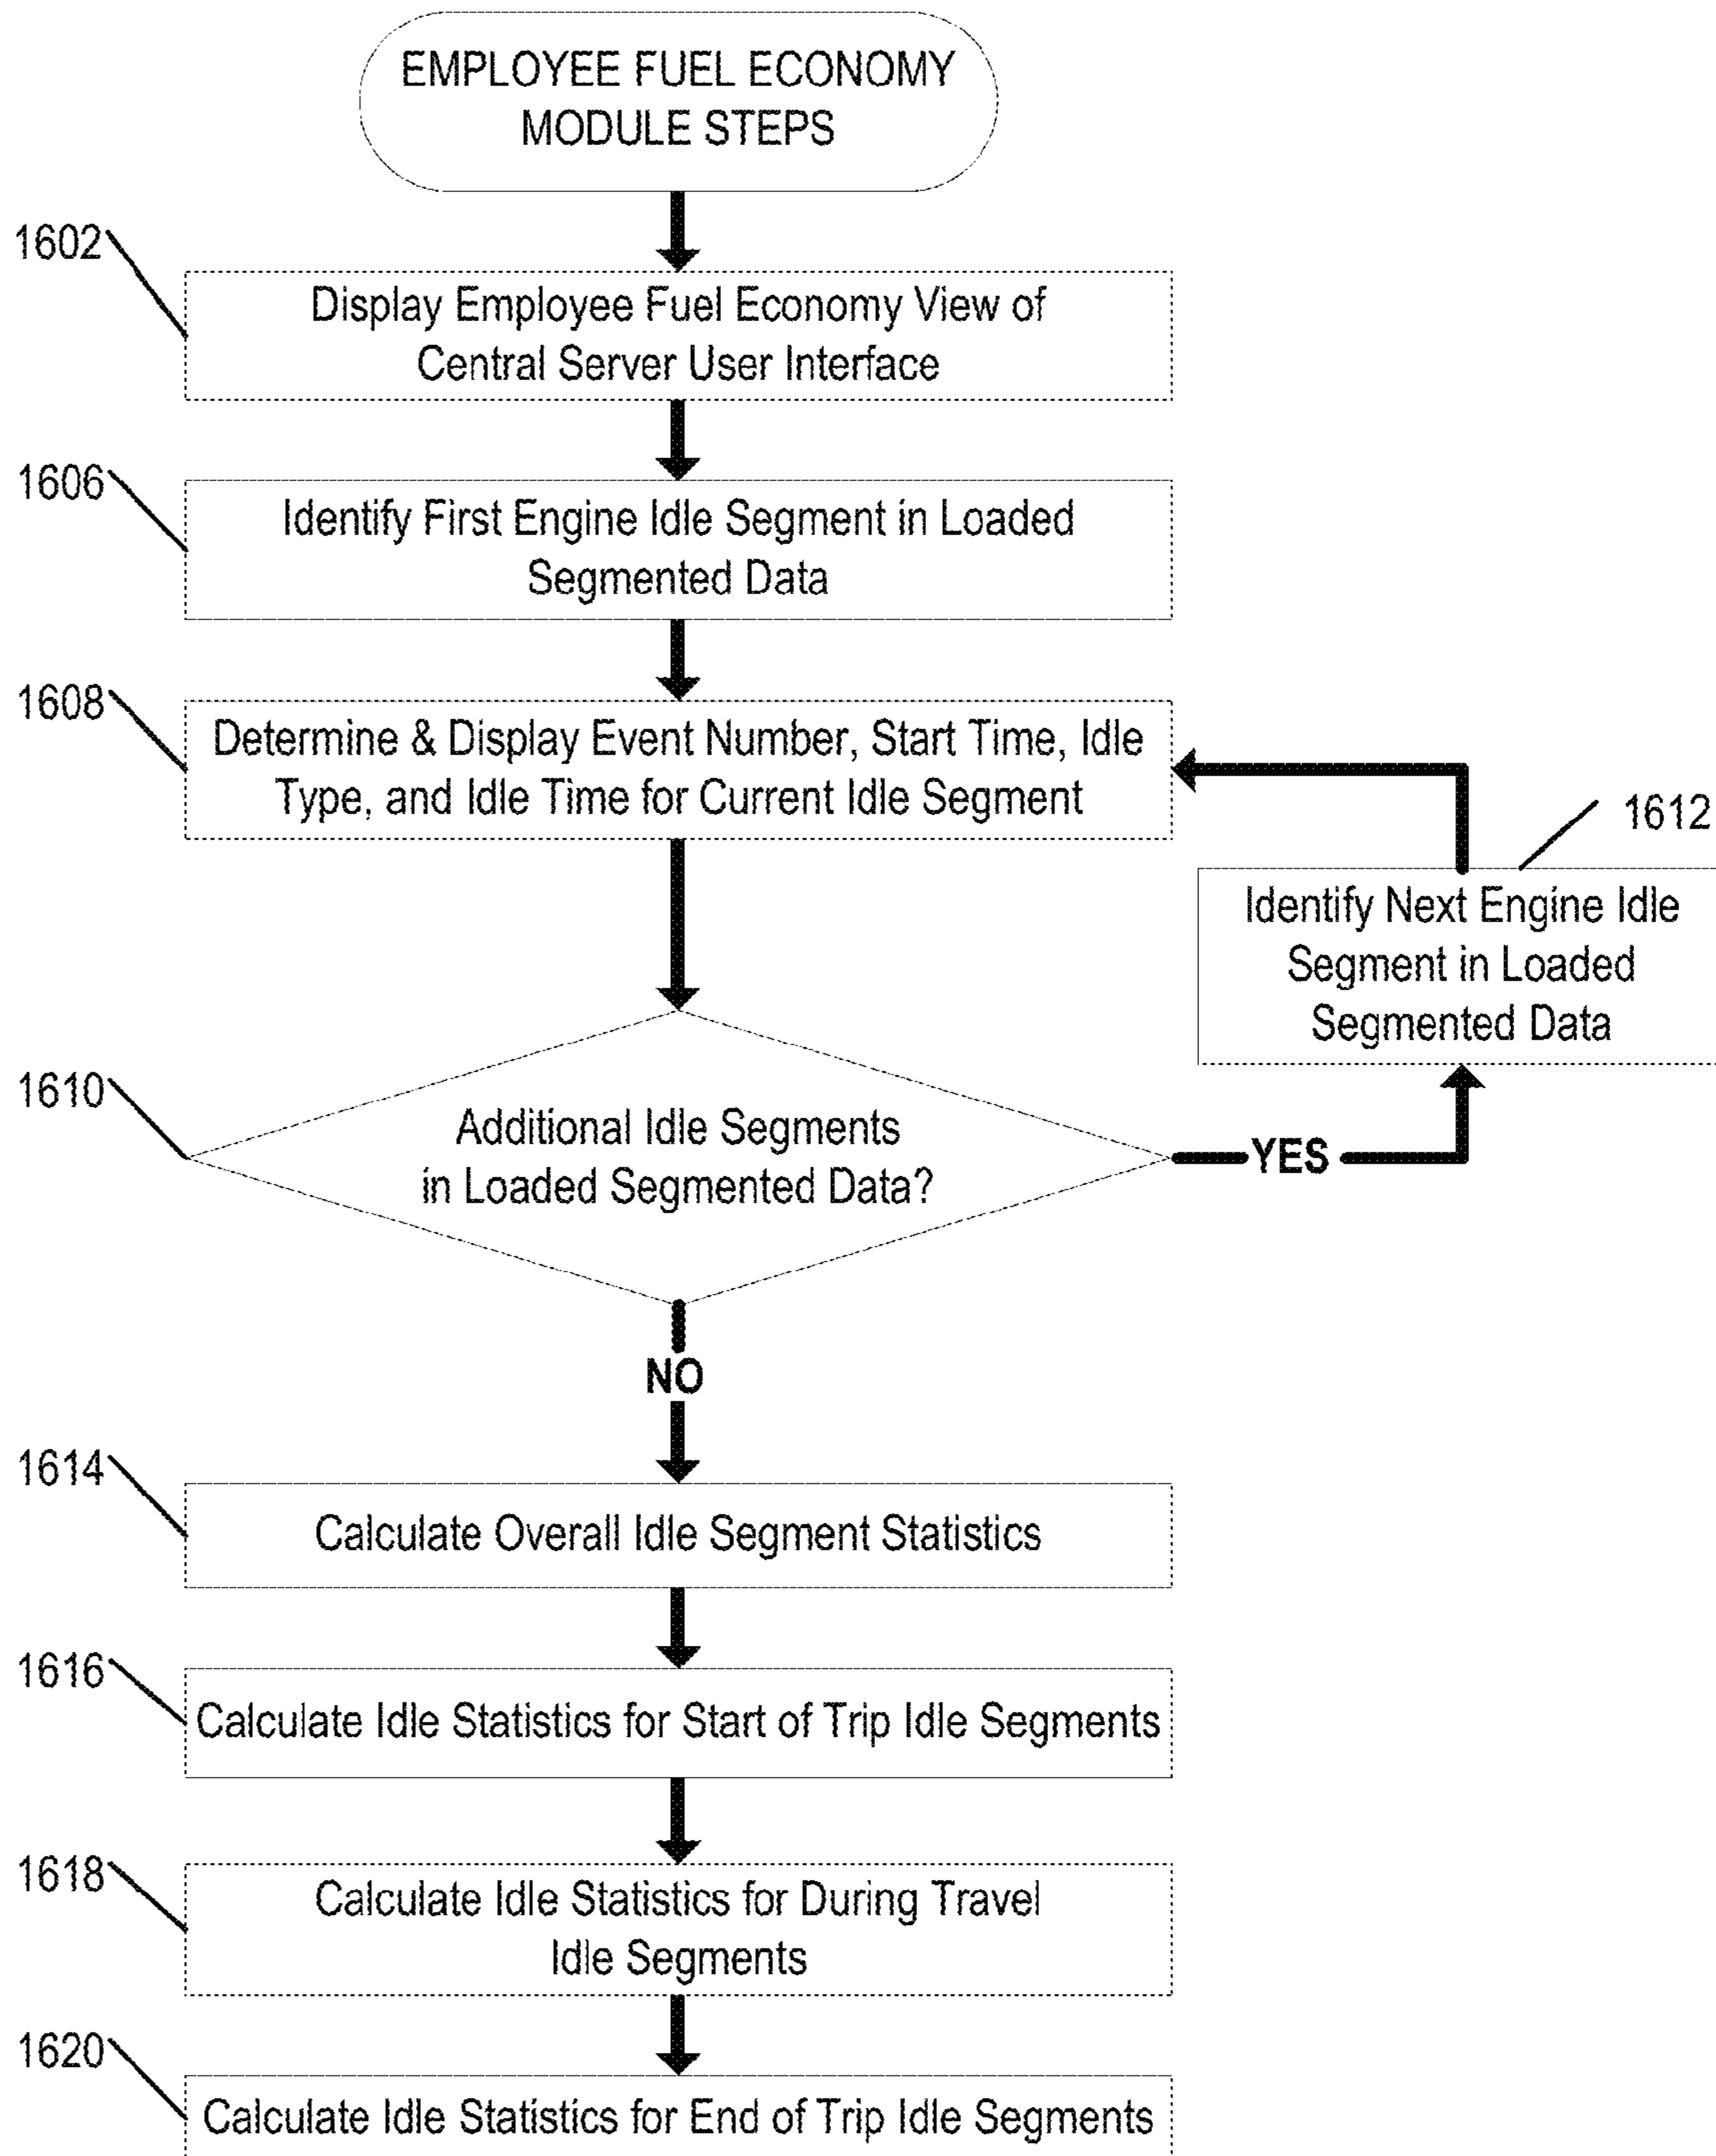 EMPLOYEE FUEL ECONOMY
MODULE STEPS
1602
Display Employee Fuel Economy View of
Central Server User Interface
1606
Identify First Engine Idle Segment in Loaded
Segmented Data
1608
Determine & Display Event Number, Start Time, Idle
Type, and Idle Time for Current Idle Segment
1612
Identify Next Engine Idle
Segment in Loaded
Segmented Data
1610
Additional Idle Segments
in Loaded Segmented Data?
YES
NO
1614
Calculate Overall Idle Segment Statistics
1616
Calculate Idle Statistics for Start of Trip Idle Segments
1618
Calculate Idle Statistics for During Travel
Idle Segments
1620
Calculate Idle Statistics for End of Trip Idle Segments